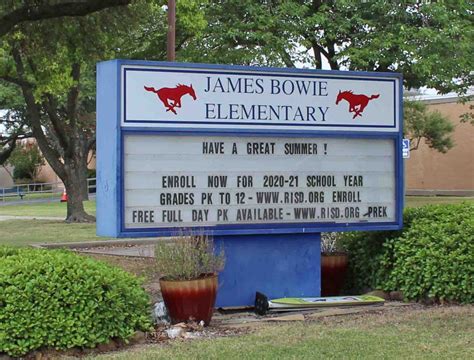 JAMES BOWIE
ELEMENTARY
HAVE A GREAT SUMMER !
ENROLL NOW FOR 2020-21 SCHOOL YEAR
GRADES PK TO 12 - WWW.RISD.ORG ENROLL
FREE FULL DAY PK AVAILABLE - WWW.RISD.ORG PREK